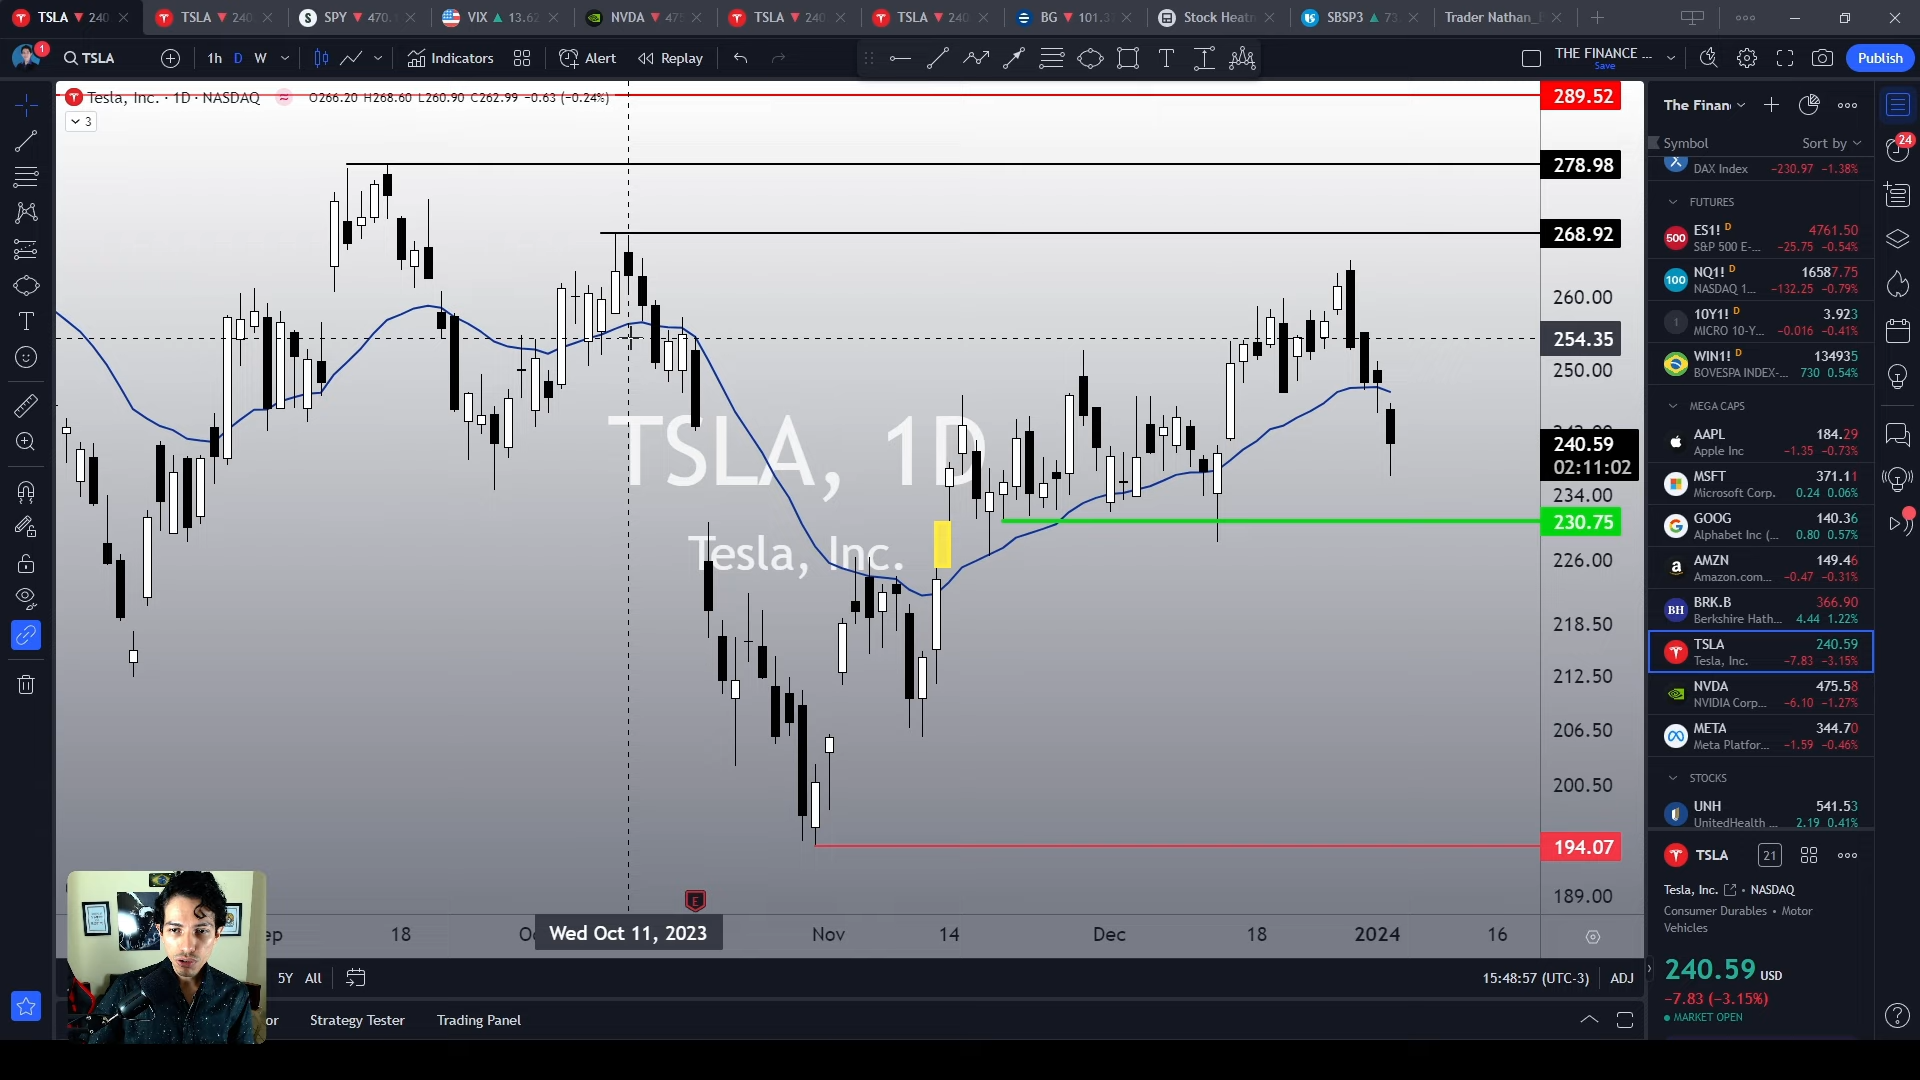 TSLA ▼ 240
TSLA ▼ 240
SPY ▼ 470.1
VIX ▲ 13.62
NVDA ▼ 475
TSLA ▼ 240
TSLA ▼ 240
BG ▼ 101.3
Stock Heatm
SBSP3 ▲ 73.
Trader Nathan_
1
TSLA
1h
D
W
Indicators
Alert
Replay
THE FINANCE ...
Save
Publish
Tesla, Inc. · 1D · NASDAQ
O266.20 H268.60 L260.90 C262.99 −0.63 (−0.24%)
3
TSLA, 1D
Tesla, Inc.
289.52
278.98
268.92
260.00
254.35
250.00
240.59
02:11:02
234.00
230.75
226.00
218.50
212.50
206.50
200.50
194.07
189.00
E
ep
18
Wed Oct 11, 2023
Nov
14
Dec
18
2024
16
5Y
All
15:48:57 (UTC-3)
ADJ
or
Strategy Tester
Trading Panel
The Finan
Symbol
Sort by
DAX Index −230.97 −1.38%
FUTURES
ES1! D 4761.50
S&P 500 E-... −25.75 −0.54%
NQ1! D 16587.75
NASDAQ 1... −132.25 −0.79%
10Y1! D 3.923
MICRO 10-Y... −0.016 −0.41%
WIN1! D 134935
BOVESPA INDEX-... 730 0.54%
MEGA CAPS
AAPL 184.29
Apple Inc −1.35 −0.73%
MSFT 371.11
Microsoft Corp. 0.24 0.06%
GOOG 140.36
Alphabet Inc (... 0.80 0.57%
AMZN 149.46
Amazon.com... −0.47 −0.31%
BRK.B 366.90
Berkshire Hath... 4.44 1.22%
TSLA 240.59
Tesla, Inc. −7.83 −3.15%
NVDA 475.58
NVIDIA Corp... −6.10 −1.27%
META 344.70
Meta Platfor... −1.59 −0.46%
STOCKS
UNH 541.53
UnitedHealth ... 2.19 0.41%
TSLA
21
Tesla, Inc. • NASDAQ
Consumer Durables • Motor
Vehicles
240.59 USD
−7.83 (−3.15%)
MARKET OPEN
24